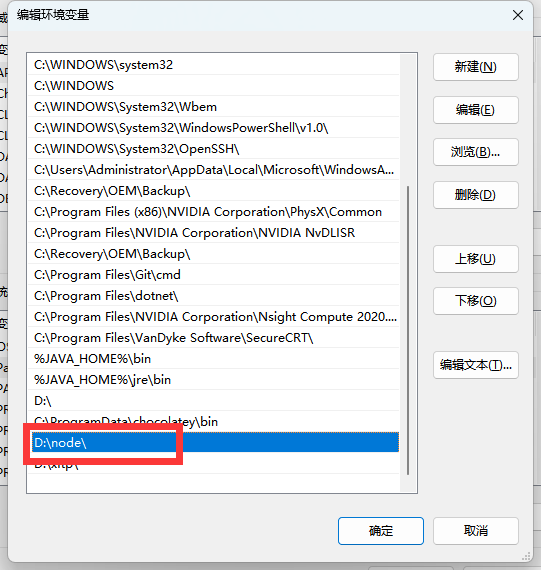 编辑环境变量
C:\WINDOWS\system32
C:\WINDOWS
C:\WINDOWS\System32\Wbem
C:\WINDOWS\System32\WindowsPowerShell\v1.0\
C:\WINDOWS\System32\OpenSSH\
C:\Users\Administrator\AppData\Local\Microsoft\WindowsA...
C:\Recovery\OEM\Backup\
C:\Program Files (x86)\NVIDIA Corporation\PhysX\Common
C:\Program Files\NVIDIA Corporation\NVIDIA NvDLISR
C:\Recovery\OEM\Backup\
C:\Program Files\Git\cmd
C:\Program Files\dotnet\
C:\Program Files\NVIDIA Corporation\Nsight Compute 2020....
C:\Program Files\VanDyke Software\SecureCRT\
%JAVA_HOME%\bin
%JAVA_HOME%\jre\bin
D:\
C:\ProgramData\chocolatey\bin
D:\node\
D:\xftp\
新建(N)
编辑(E)
浏览(B)...
删除(D)
上移(U)
下移(O)
编辑文本(T)...
确定
取消